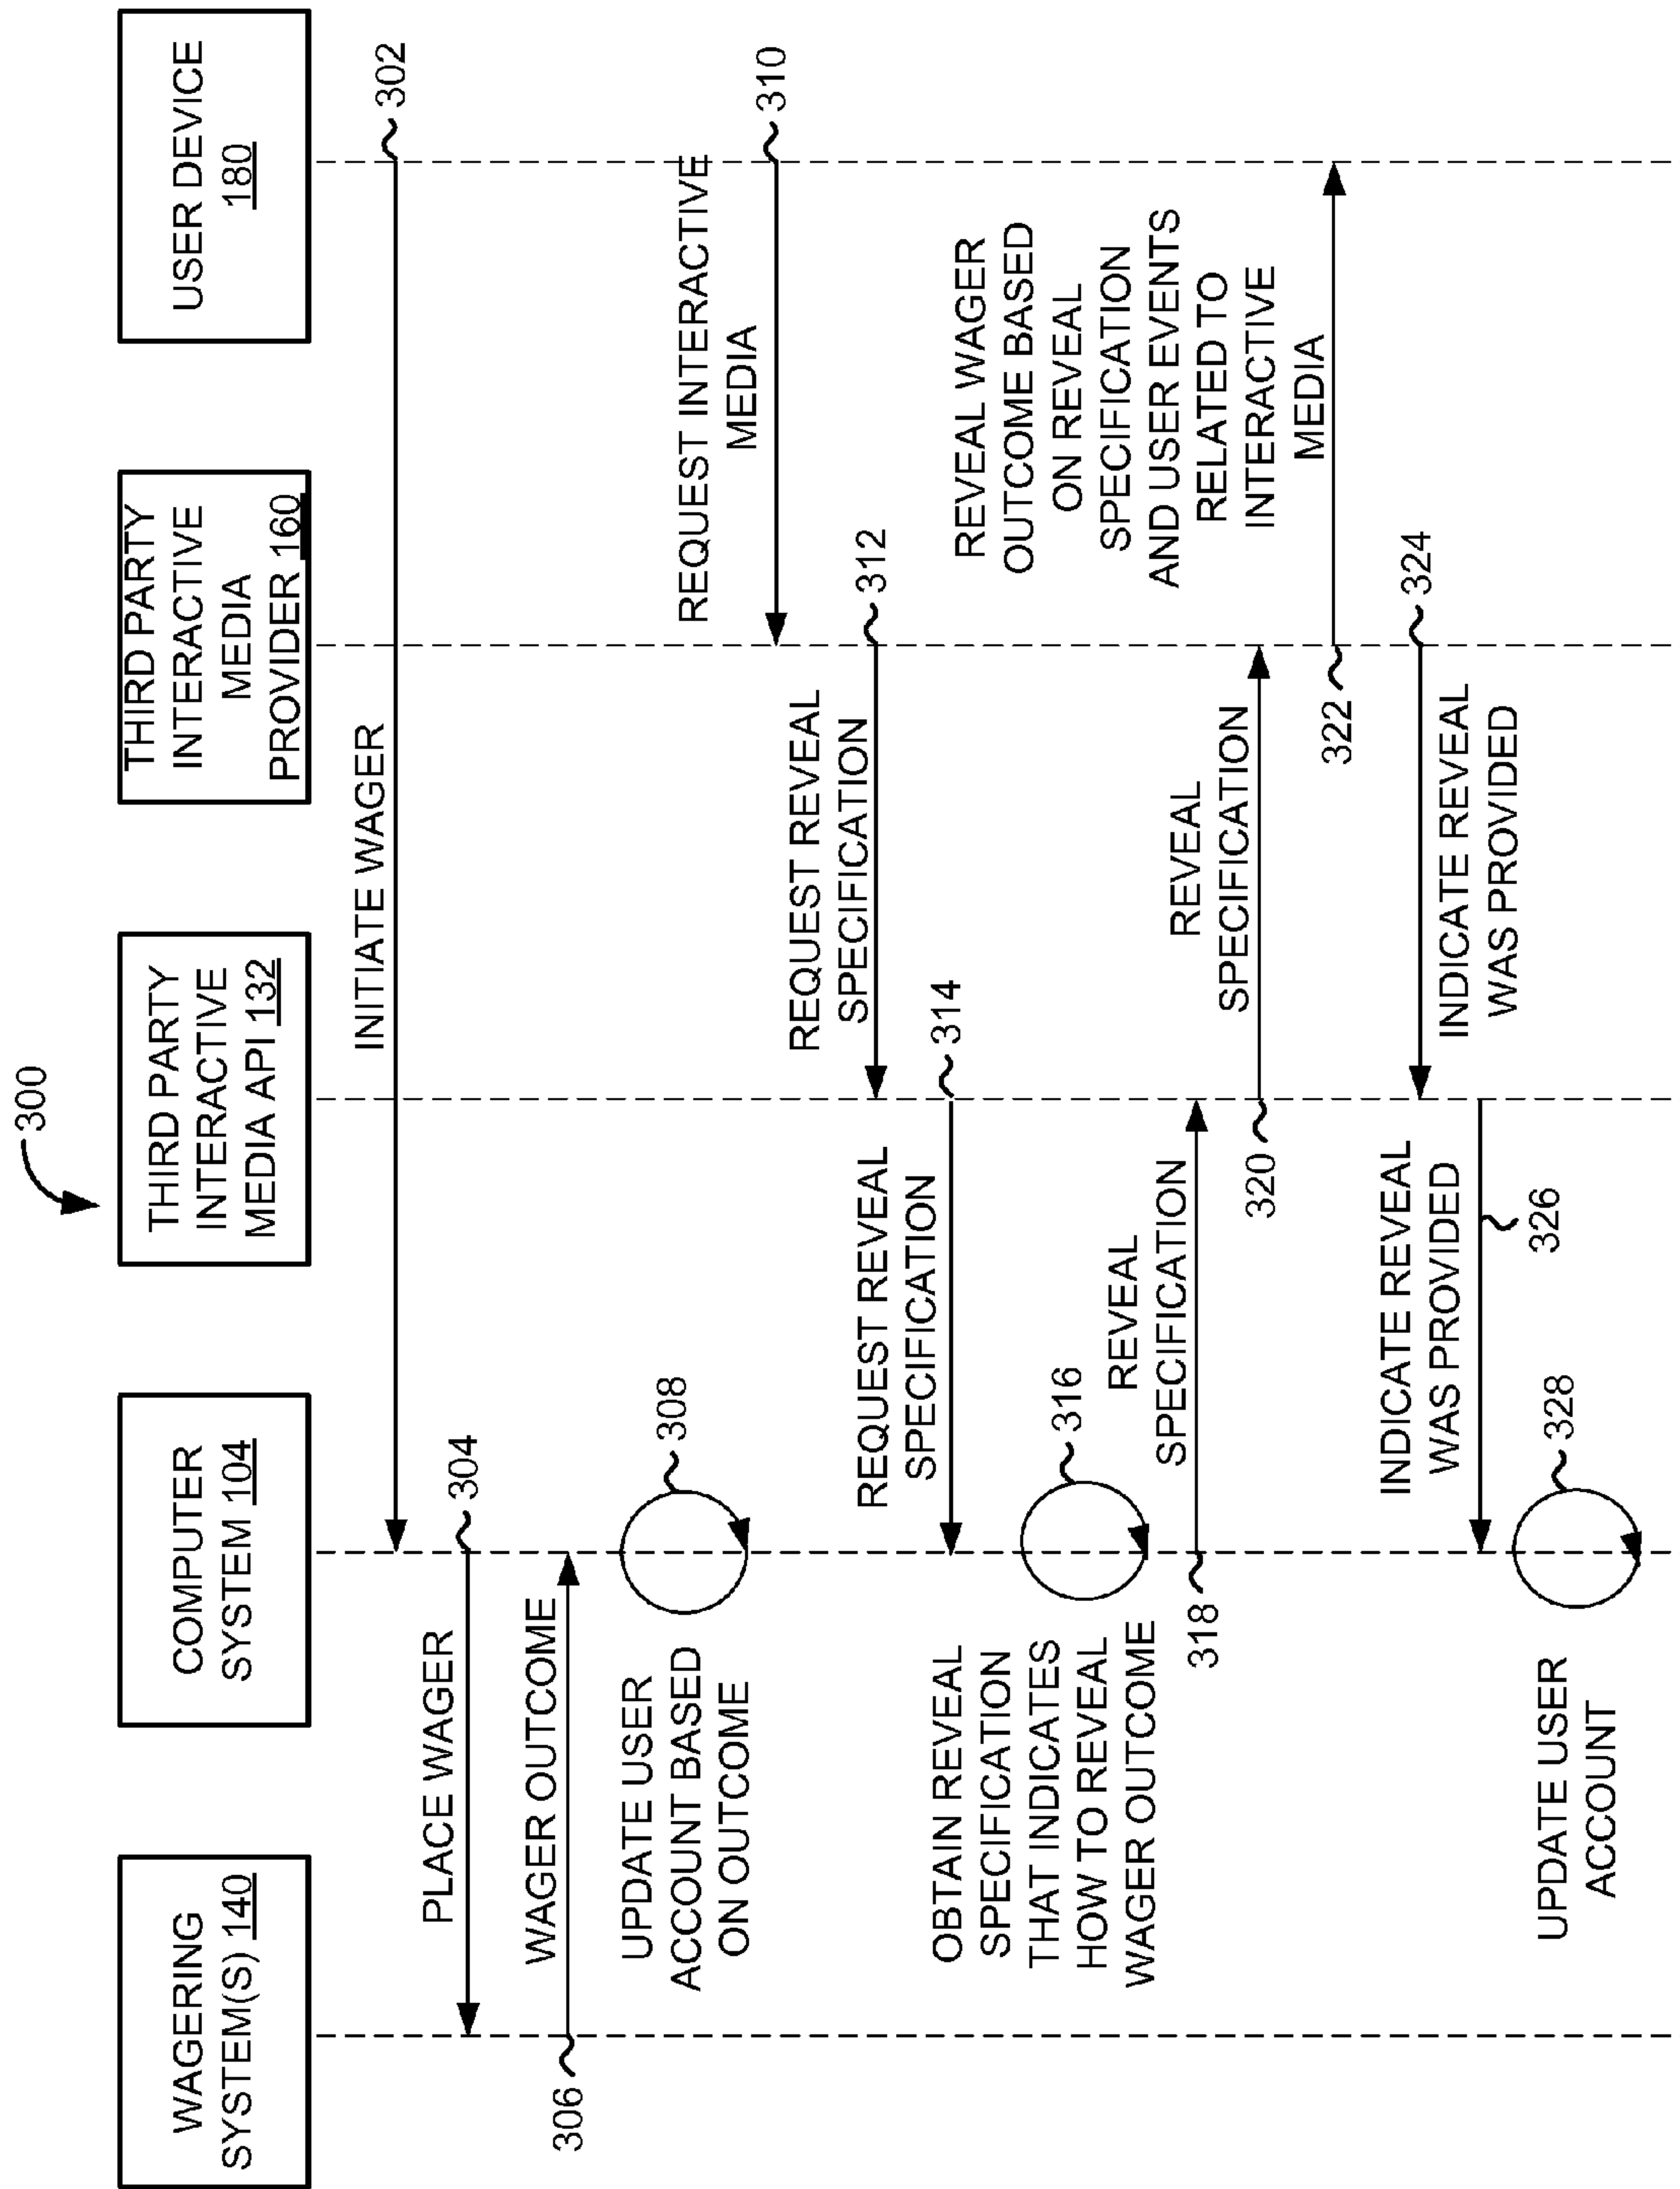 300
WAGERING
SYSTEM(S) 140
COMPUTER
SYSTEM 104
THIRD PARTY
INTERACTIVE
MEDIA API 132
THIRD PARTY
INTERACTIVE
MEDIA
PROVIDER 160
USER DEVICE
180
INITIATE WAGER
302
PLACE WAGER
304
WAGER OUTCOME
306
UPDATE USER
ACCOUNT BASED
ON OUTCOME
308
REQUEST INTERACTIVE
MEDIA
310
REQUEST REVEAL
SPECIFICATION
312
REQUEST REVEAL
SPECIFICATION
314
OBTAIN REVEAL
SPECIFICATION
THAT INDICATES
HOW TO REVEAL
WAGER OUTCOME
316
REVEAL
SPECIFICATION
318
REVEAL
SPECIFICATION
320
REVEAL WAGER
OUTCOME BASED
ON REVEAL
SPECIFICATION
AND USER EVENTS
RELATED TO
INTERACTIVE
MEDIA
322
INDICATE REVEAL
WAS PROVIDED
324
INDICATE REVEAL
WAS PROVIDED
326
UPDATE USER
ACCOUNT
328